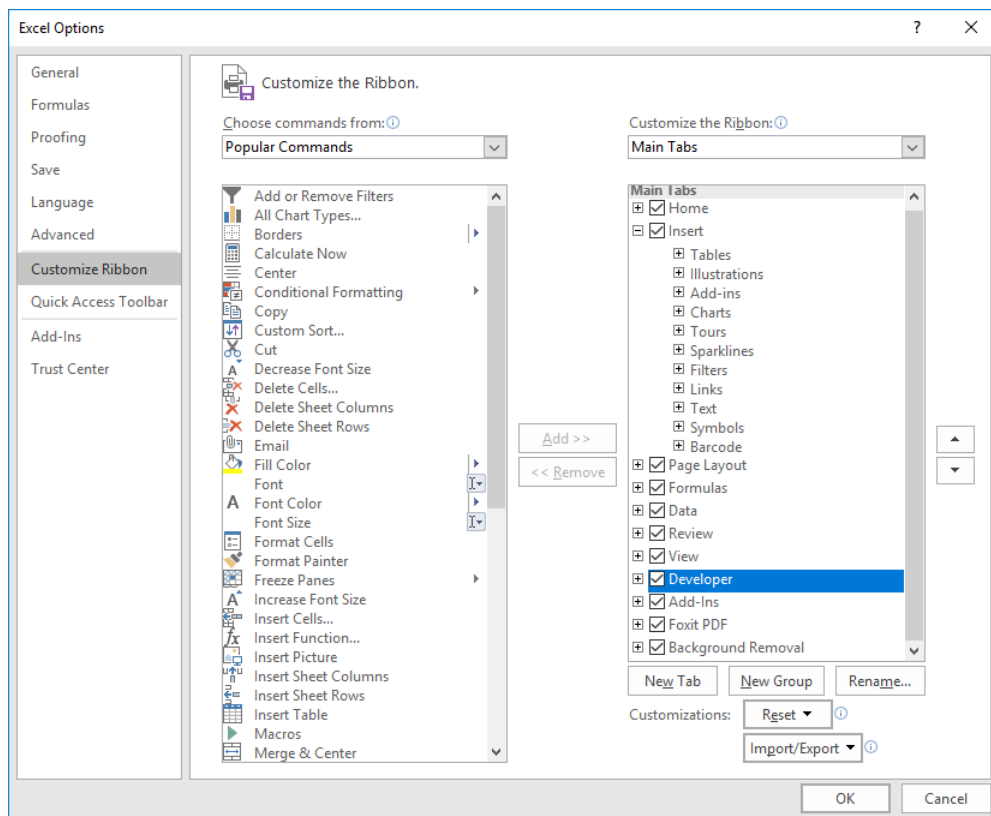 Excel Options
?
General
Formulas
Proofing
Save
Language
Advanced
Customize Ribbon
Quick Access Toolbar
Add-Ins
Trust Center
Customize the Ribbon.
Choose commands from:
Popular Commands
Add or Remove Filters
All Chart Types...
Borders
Calculate Now
Center
Conditional Formatting
Copy
Custom Sort...
Cut
Decrease Font Size
Delete Cells...
Delete Sheet Columns
Delete Sheet Rows
Email
Fill Color
Font
Font Color
Font Size
Format Cells
Format Painter
Freeze Panes
Increase Font Size
Insert Cells...
Insert Function...
Insert Picture
Insert Sheet Columns
Insert Sheet Rows
Insert Table
Macros
Merge & Center
Add >>
<< Remove
Customize the Ribbon:
Main Tabs
Main Tabs
Home
Insert
Tables
Illustrations
Add-ins
Charts
Tours
Sparklines
Filters
Links
Text
Symbols
Barcode
Page Layout
Formulas
Data
Review
View
Developer
Add-Ins
Foxit PDF
Background Removal
New Tab
New Group
Rename...
Customizations:
Reset
Import/Export
OK
Cancel